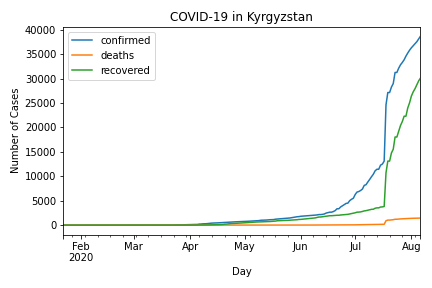 COVID-19 in Kyrgyzstan
confirmed
deaths
recovered
Number of Cases
40000
35000
30000
25000
20000
15000
10000
5000
0
Feb Mar Apr May Jun Jul Aug
2020
Day